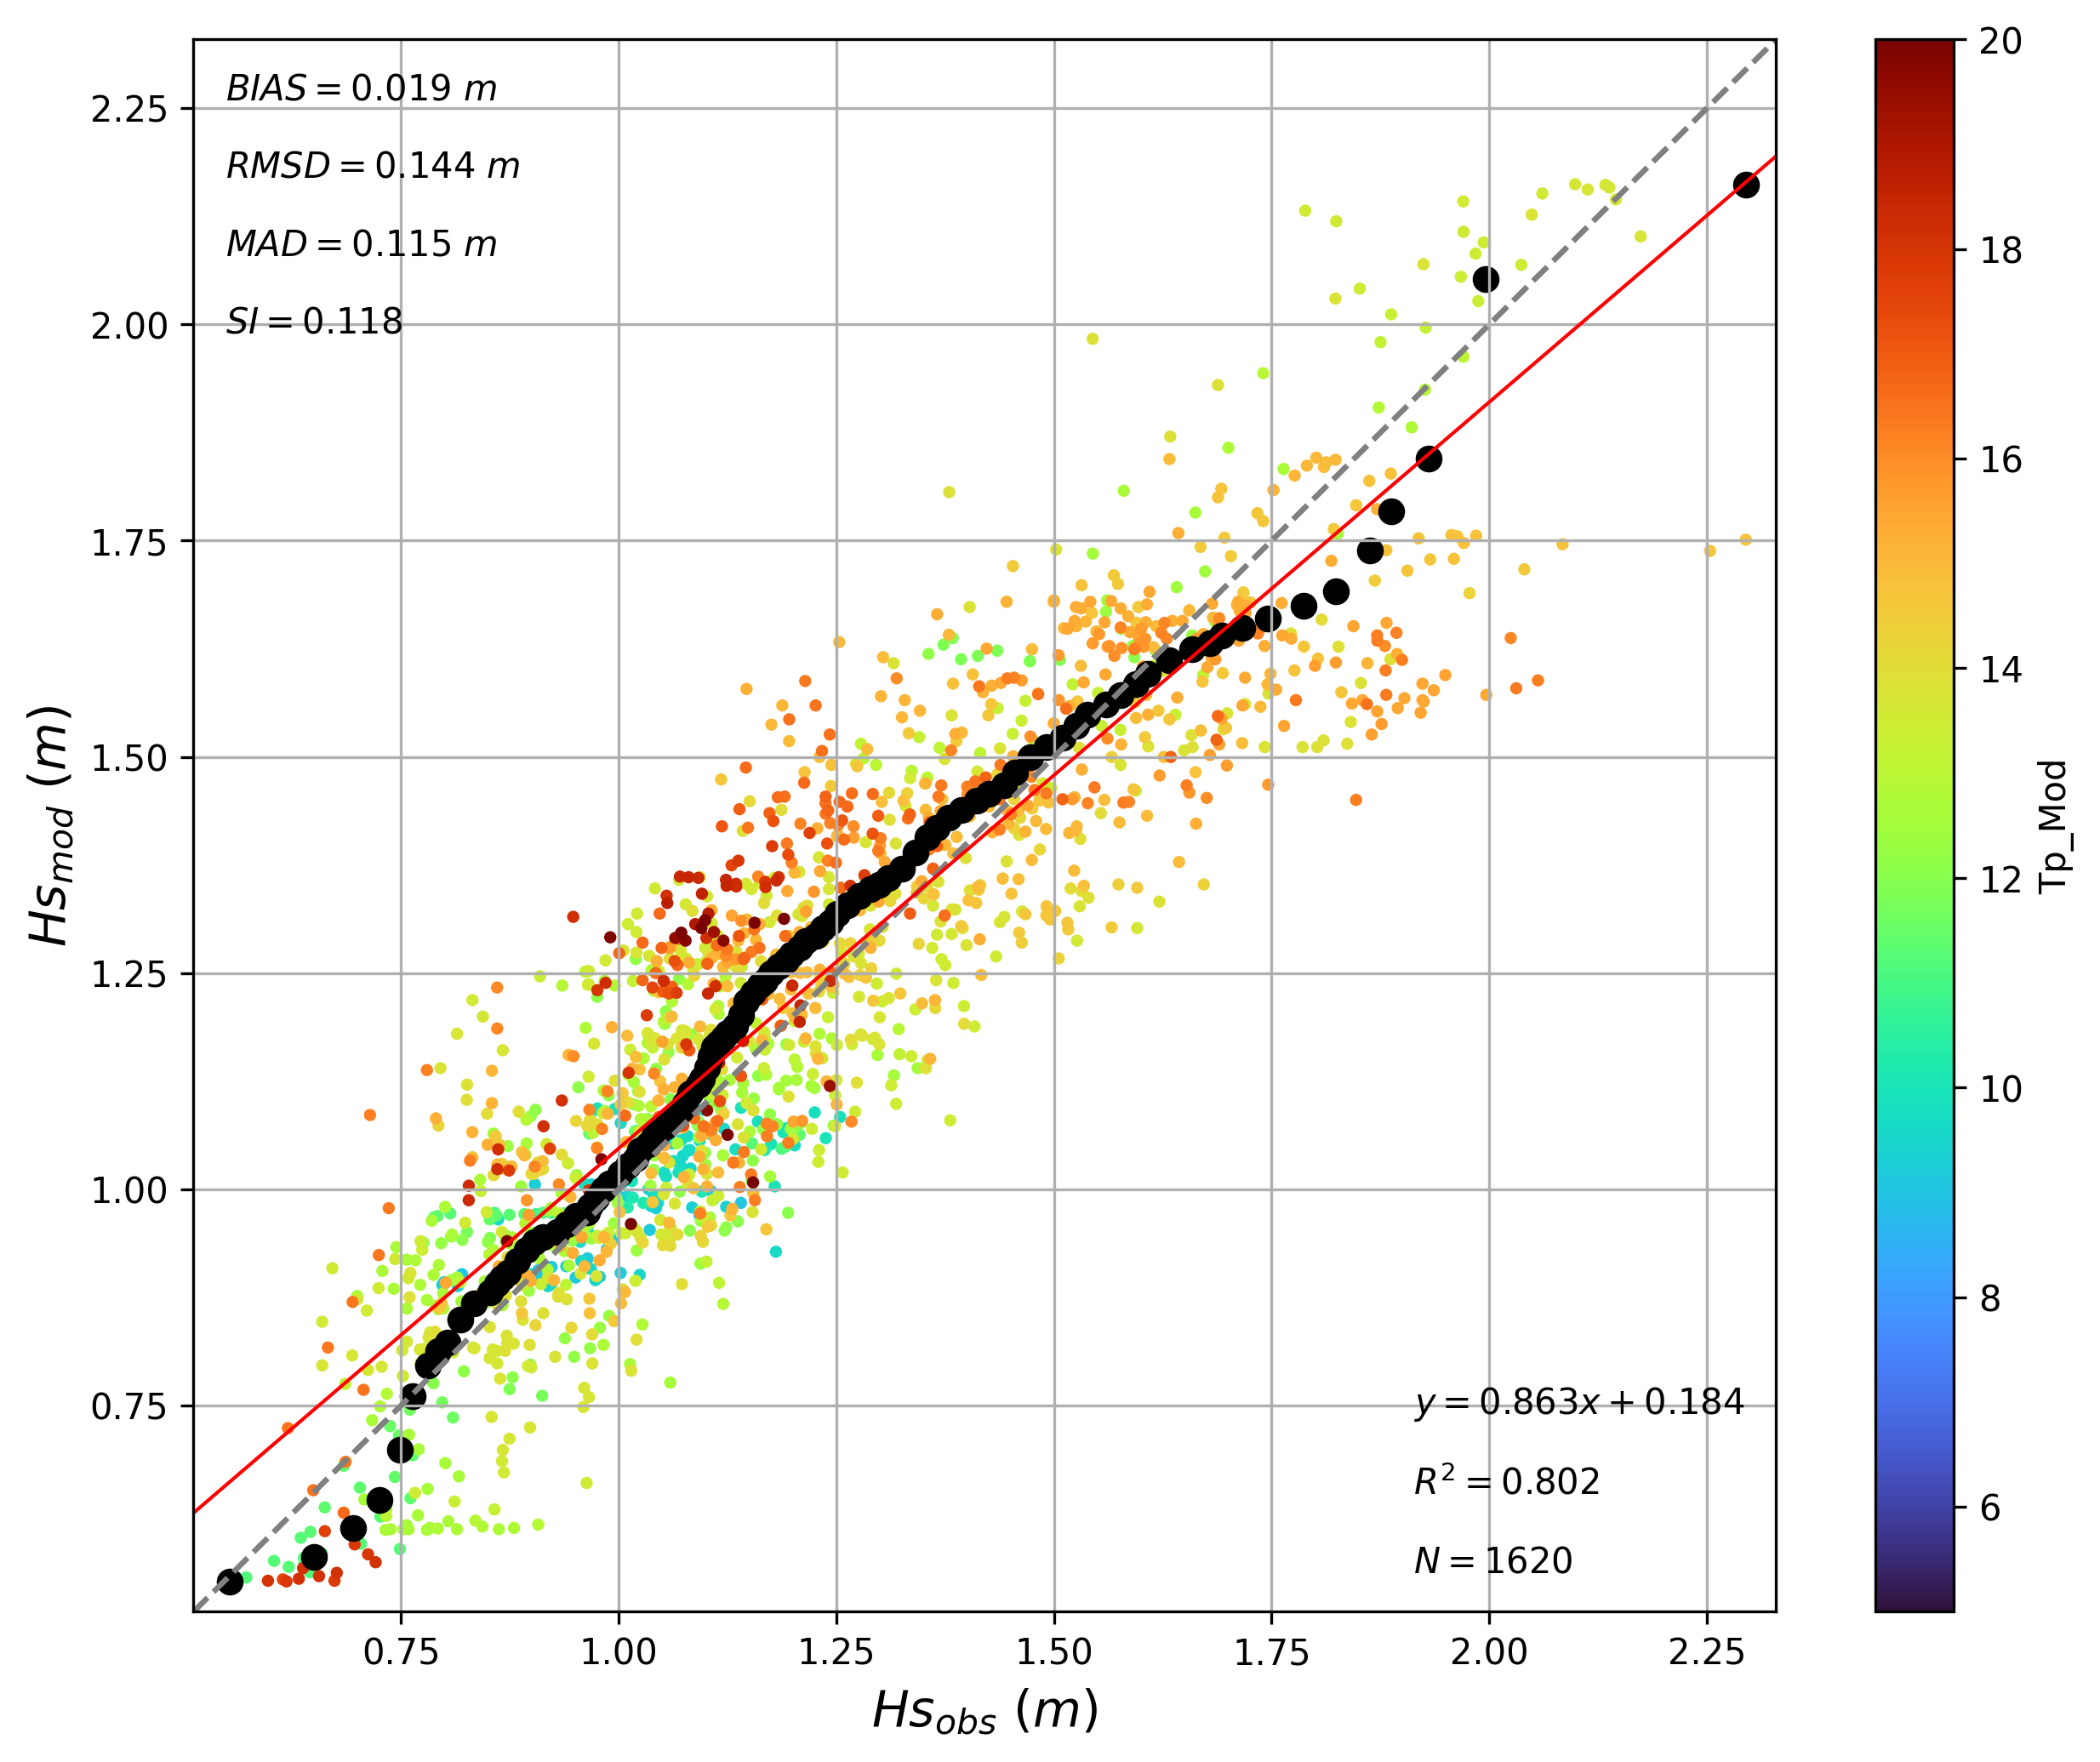 BIAS = 0.019 m
RMSD = 0.144 m
MAD = 0.115 m
SI = 0.118
y = 0.863x + 0.184
R² = 0.802
N = 1620
2.25
2.00
1.75
1.50
1.25
1.00
0.75
Hs_mod (m)
0.75 1.00 1.25 1.50 1.75 2.00 2.25
Hs_obs (m)
20
18
16
14
12
10
8
6
Tp_Mod